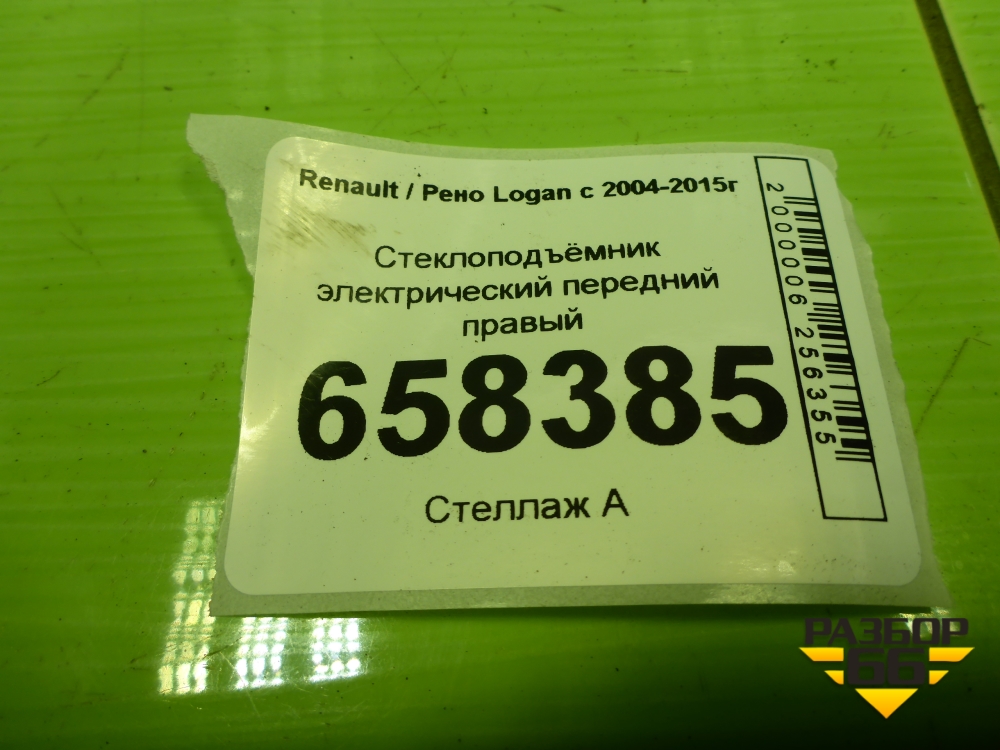 Renault / Рено Logan с 2004-2015г
Стеклоподъёмник
электрический передний
правый
658385
Стеллаж А
2000006256355
РАЗБОР
66